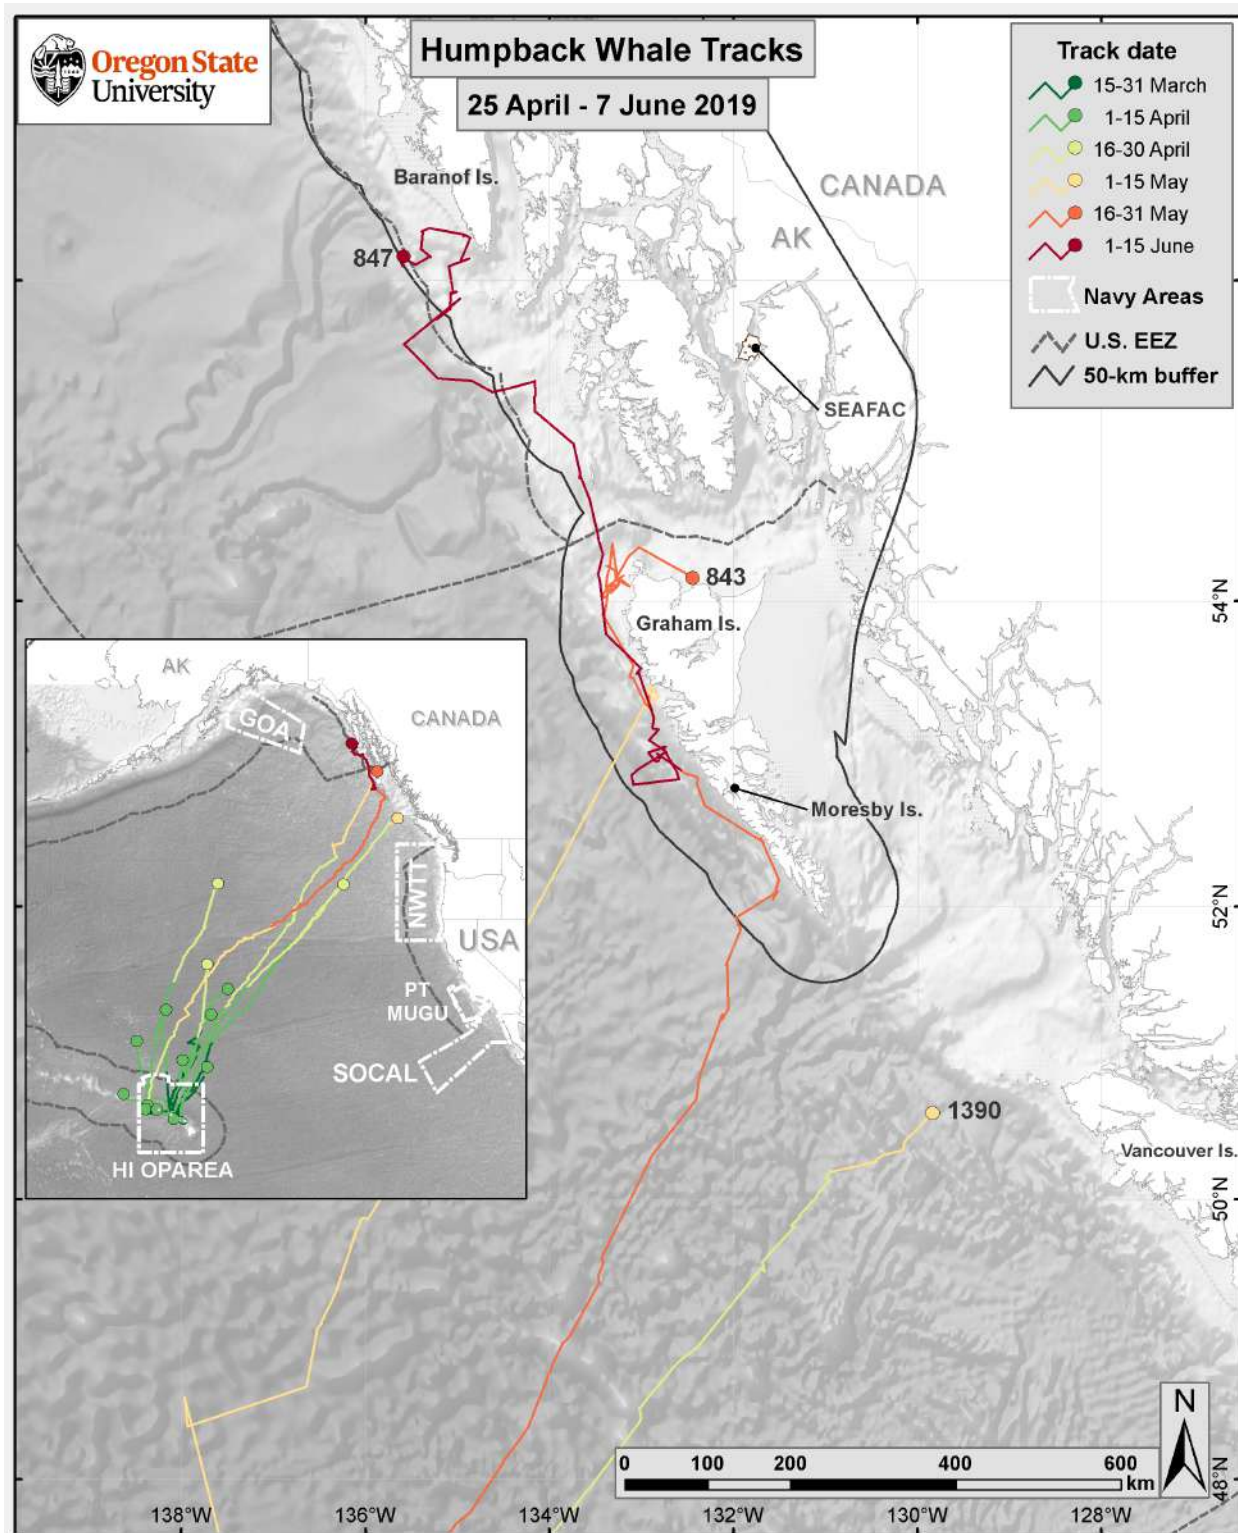 Oregon State
University
Humpback Whale Tracks
25 April - 7 June 2019
Track date
15-31 March
1-15 April
16-30 April
1-15 May
16-31 May
1-15 June
Navy Areas
U.S. EEZ
50-km buffer
Baranof Is.
CANADA
AK
847
SEAFAC
843
54°N
Graham Is.
AK
CANADA
GOA
Moresby Is.
NWTT
USA
52°N
PT
MUGU
SOCAL
1390
Vancouver Is.
HI OPAREA
50°N
N
0 100 200 400 600
km
48°N
138°W 136°W 134°W 132°W 130°W 128°W